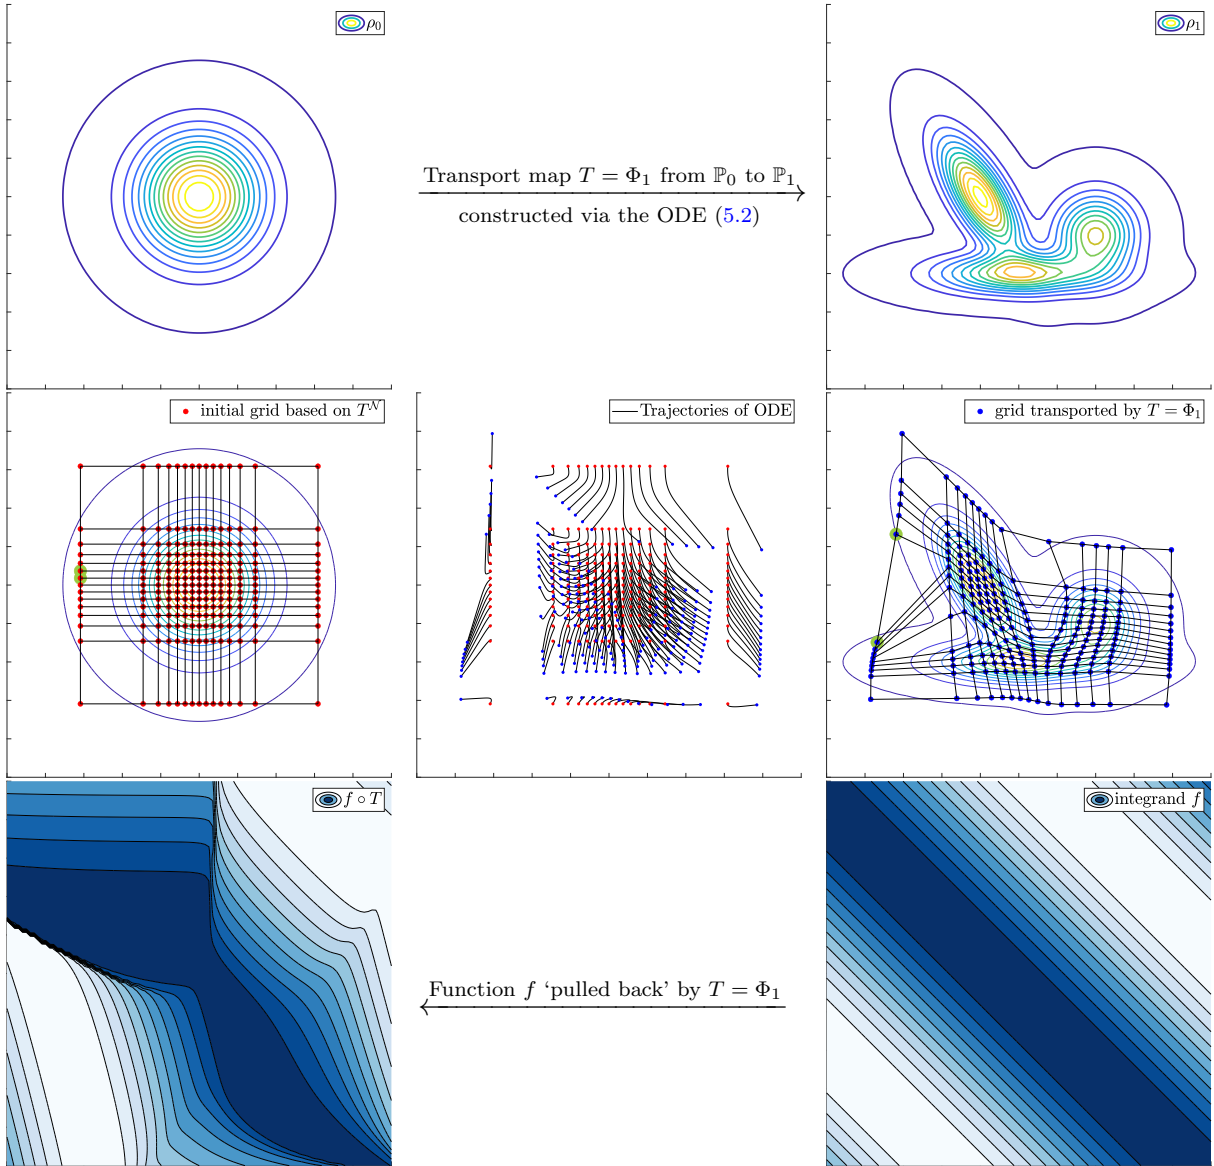 ρ₀
ρ₁
Transport map T = Φ₁ from ℙ₀ to ℙ₁
constructed via the ODE (5.2)
initial grid based on T^𝒩
Trajectories of ODE
grid transported by T = Φ₁
f ∘ T
integrand f
Function f ‘pulled back’ by T = Φ₁